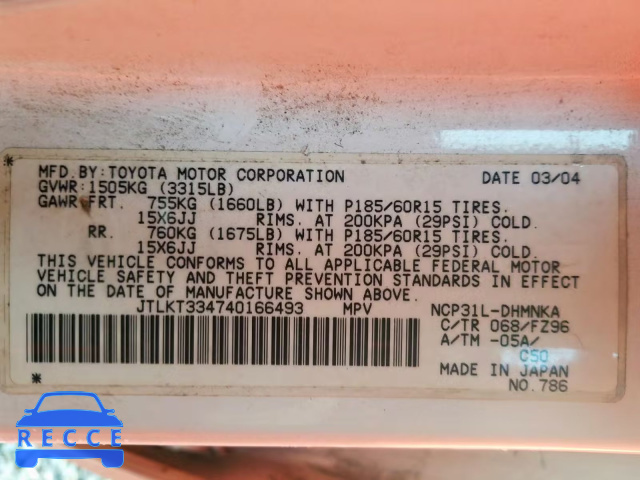 MFD.BY:TOYOTA MOTOR CORPORATION DATE 03/04
GVWR:1505KG (3315LB)
GAWR FRT. 755KG (1660LB) WITH P185/60R15 TIRES.
15X6JJ RIMS. AT 200KPA (29PSI) COLD.
RR. 760KG (1675LB) WITH P185/60R15 TIRES.
15X6JJ RIMS. AT 200KPA (29PSI) COLD.
THIS VEHICLE CONFORMS TO ALL APPLICABLE FEDERAL MOTOR
VEHICLE SAFETY AND THEFT PREVENTION STANDARDS IN EFFECT
ON THE DATE OF MANUFACTURE SHOWN ABOVE.
JTLKT334740166493 MPV NCP31L-DHMNKA
C/TR 068/FZ96
A/TM -05A/
C50
MADE IN JAPAN
NO.786
RECCE